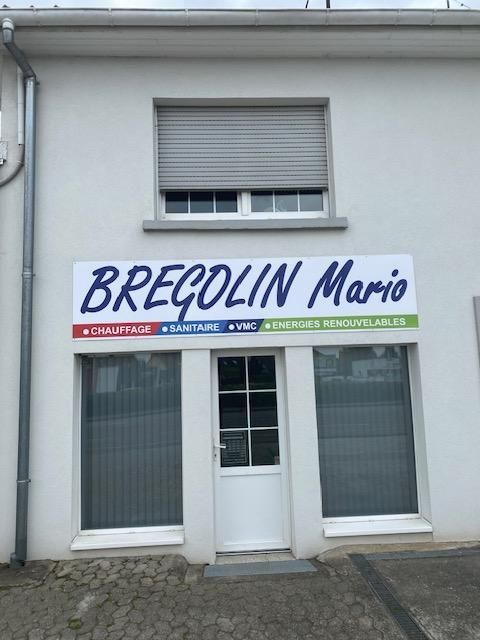 BREGOLIN Mario
• CHAUFFAGE • SANITAIRE • VMC • ENERGIES RENOUVELABLES